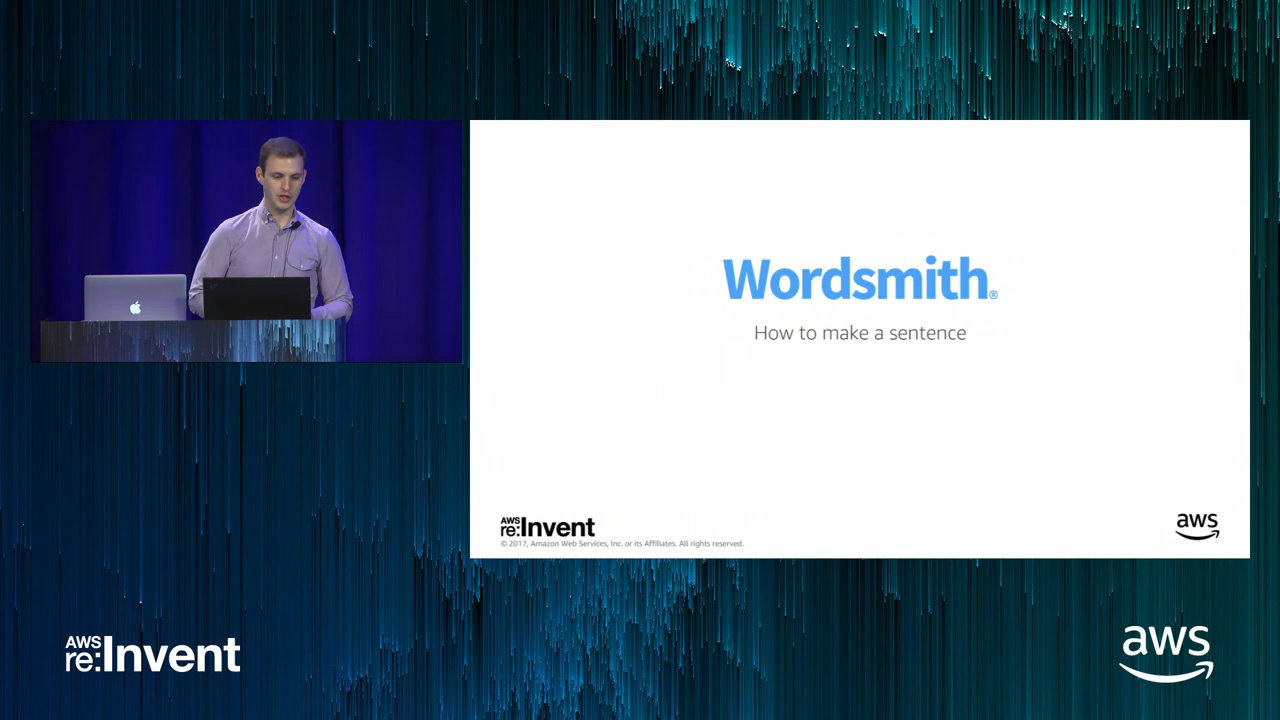 Wordsmith®
How to make a sentence
AWS
re:Invent
© 2017, Amazon Web Services, Inc. or its Affiliates. All rights reserved.
aws
AWS
re:Invent
aws